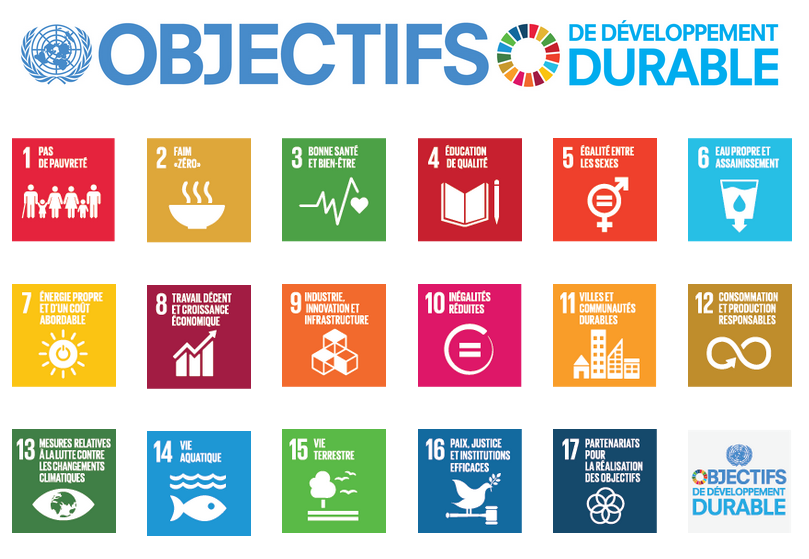 OBJECTIFS
DE DÉVELOPPEMENT
DURABLE
1 PAS
DE PAUVRETÉ
2 FAIM
«ZÉRO»
3 BONNE SANTÉ
ET BIEN-ÊTRE
4 ÉDUCATION
DE QUALITÉ
5 ÉGALITÉ ENTRE
LES SEXES
6 EAU PROPRE ET
ASSAINISSEMENT
7 ÉNERGIE PROPRE
ET D'UN COÛT
ABORDABLE
8 TRAVAIL DÉCENT
ET CROISSANCE
ÉCONOMIQUE
9 INDUSTRIE,
INNOVATION ET
INFRASTRUCTURE
10 INÉGALITÉS
RÉDUITES
11 VILLES ET
COMMUNAUTÉS
DURABLES
12 CONSOMMATION
ET PRODUCTION
RESPONSABLES
13 MESURES RELATIVES
À LA LUTTE CONTRE
LES CHANGEMENTS
CLIMATIQUES
14 VIE
AQUATIQUE
15 VIE
TERRESTRE
16 PAIX, JUSTICE
ET INSTITUTIONS
EFFICACES
17 PARTENARIATS
POUR
LA RÉALISATION
DES OBJECTIFS
OBJECTIFS
DE DÉVELOPPEMENT
DURABLE